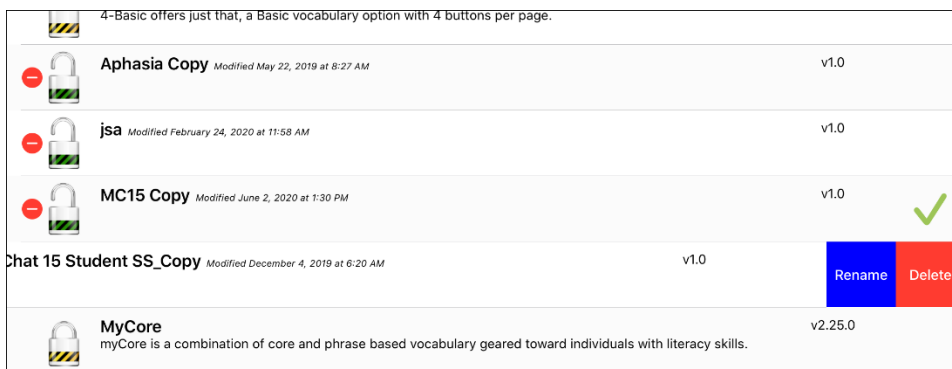 4-Basic offers just that, a Basic vocabulary option with 4 buttons per page.
Aphasia Copy Modified May 22, 2019 at 8:27 AM v1.0
jsa Modified February 24, 2020 at 11:58 AM v1.0
MC15 Copy Modified June 2, 2020 at 1:30 PM v1.0
Chat 15 Student SS_Copy Modified December 4, 2019 at 6:20 AM v1.0 Rename Delete
MyCore v2.25.0
myCore is a combination of core and phrase based vocabulary geared toward individuals with literacy skills.